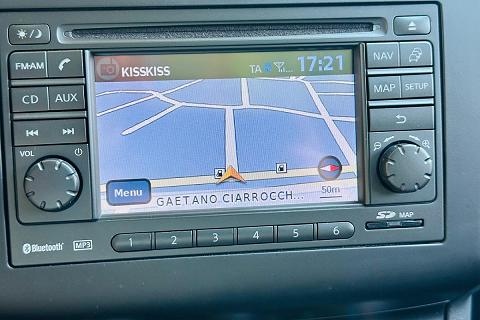 KISSKISS TA 17:21
FM·AM NAV
CD AUX MAP SETUP
VOL
Menu 50m
GAETANO CIARROCCH...
SD MAP
Bluetooth MP3 1 2 3 4 5 6